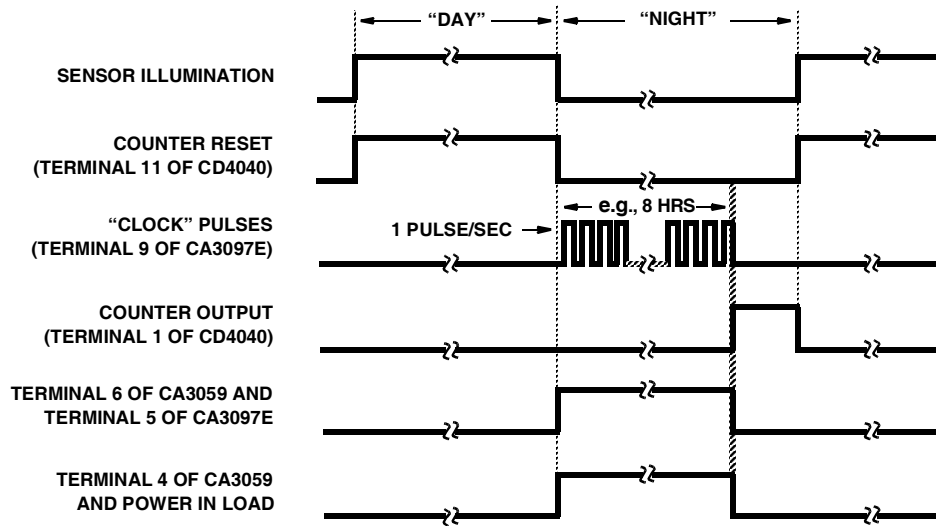 “DAY”
“NIGHT”
SENSOR ILLUMINATION
COUNTER RESET
(TERMINAL 11 OF CD4040)
e.g., 8 HRS
“CLOCK” PULSES
(TERMINAL 9 OF CA3097E)
1 PULSE/SEC
COUNTER OUTPUT
(TERMINAL 1 OF CD4040)
TERMINAL 6 OF CA3059 AND
TERMINAL 5 OF CA3097E
TERMINAL 4 OF CA3059
AND POWER IN LOAD